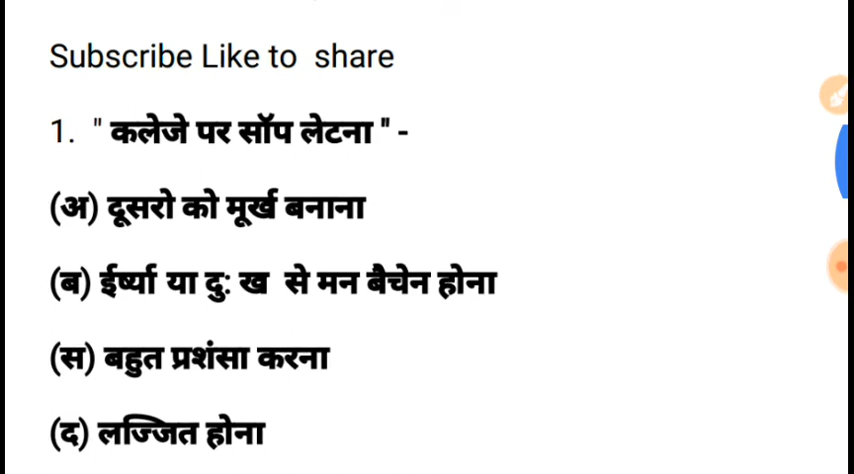 Subscribe Like to share
1. " कलेजे पर सॉप लेटना " -
(अ) दूसरो को मूर्ख बनाना
(ब) ईर्ष्या या दु: ख से मन बैचेन होना
(स) बहुत प्रशंसा करना
(द) लज्जित होना